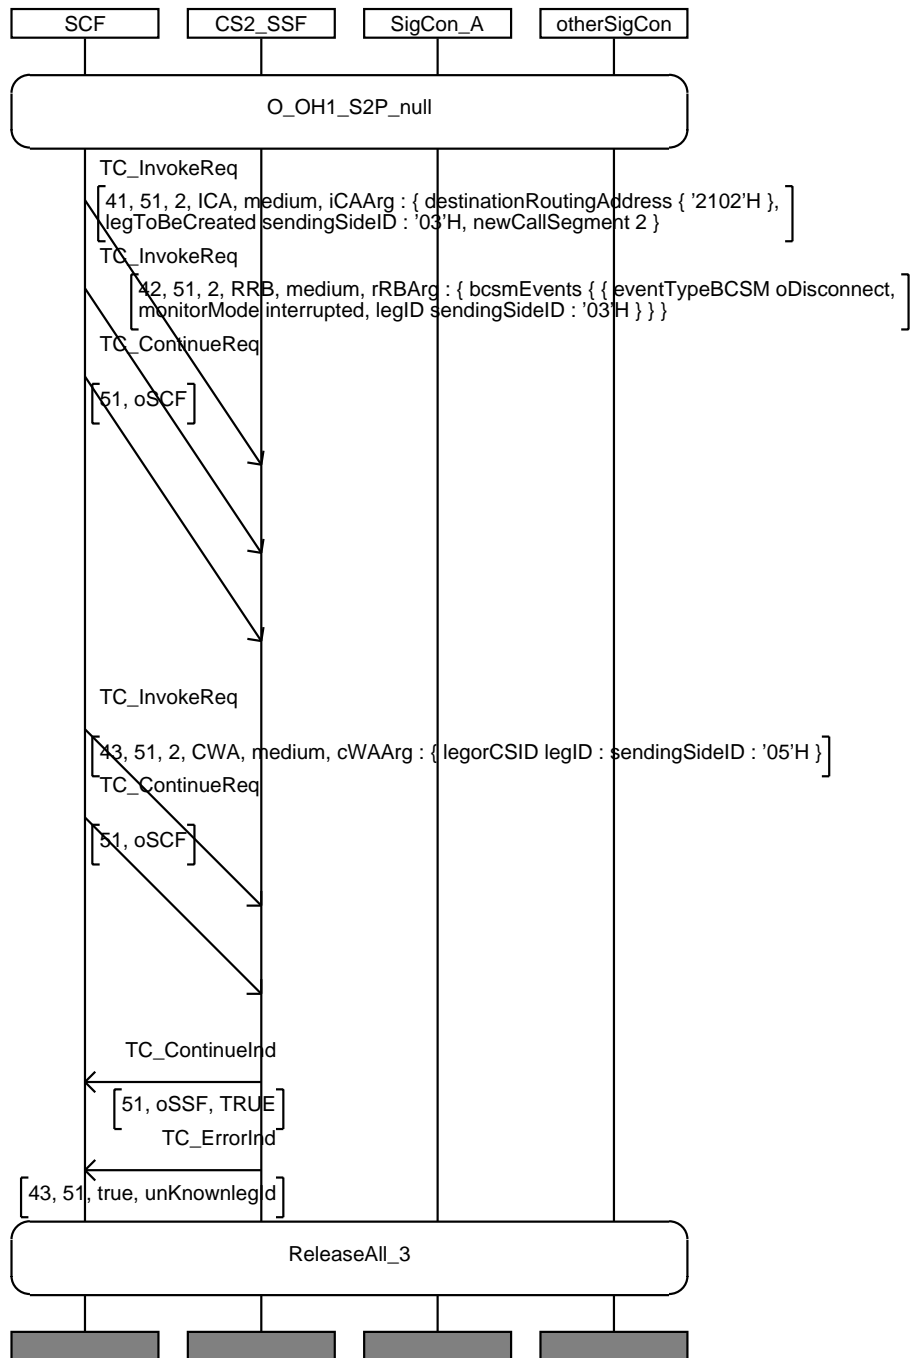 SCF CS2_SSF SigCon_A otherSigCon
O_OH1_S2P_null
TC_InvokeReq
41, 51, 2, ICA, medium, iCAArg : { destinationRoutingAddress { '2102'H },
legToBeCreated sendingSideID : '03'H, newCallSegment 2 }
TC_InvokeReq
42, 51, 2, RRB, medium, rRBArg : { bcsmEvents { { eventTypeBCSM oDisconnect,
monitorMode interrupted, legID sendingSideID : '03'H } } }
TC_ContinueReq
51, oSCF
TC_InvokeReq
43, 51, 2, CWA, medium, cWAArg : { legorCSID legID : sendingSideID : '05'H }
TC_ContinueReq
51, oSCF
TC_ContinueInd
51, oSSF, TRUE
TC_ErrorInd
43, 51, true, unKnownlegId
ReleaseAll_3